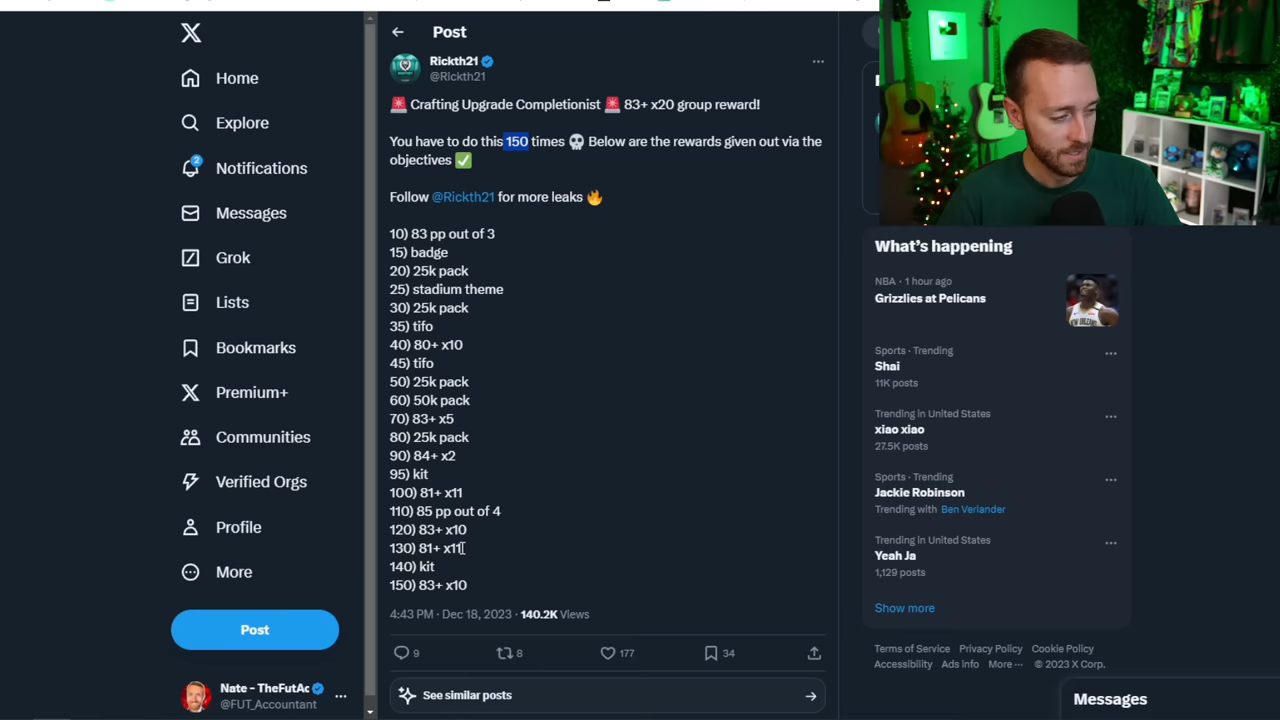 Home
Explore
2
Notifications
Messages
Grok
Lists
Bookmarks
Premium+
Communities
Verified Orgs
Profile
More
Post
Nate - TheFutAc
@FUT_Accountant
Post
Rickth21
@Rickth21
🚨 Crafting Upgrade Completionist 🚨 83+ x20 group reward!
You have to do this 150 times 💀 Below are the rewards given out via the
objectives ✅
Follow @Rickth21 for more leaks 🔥
10) 83 pp out of 3
15) badge
20) 25k pack
25) stadium theme
30) 25k pack
35) tifo
40) 80+ x10
45) tifo
50) 25k pack
60) 50k pack
70) 83+ x5
80) 25k pack
90) 84+ x2
95) kit
100) 81+ x11
110) 85 pp out of 4
120) 83+ x10
130) 81+ x11
140) kit
150) 83+ x10
4:43 PM · Dec 18, 2023 · 140.2K Views
9
8
177
34
See similar posts
What's happening
NBA · 1 hour ago
Grizzlies at Pelicans
Sports · Trending
Shai
11K posts
Trending in United States
xiao xiao
27.5K posts
Sports · Trending
Jackie Robinson
Trending with Ben Verlander
Trending in United States
Yeah Ja
1,129 posts
Show more
Terms of Service Privacy Policy Cookie Policy
Accessibility Ads info More ··· © 2023 X Corp.
Messages